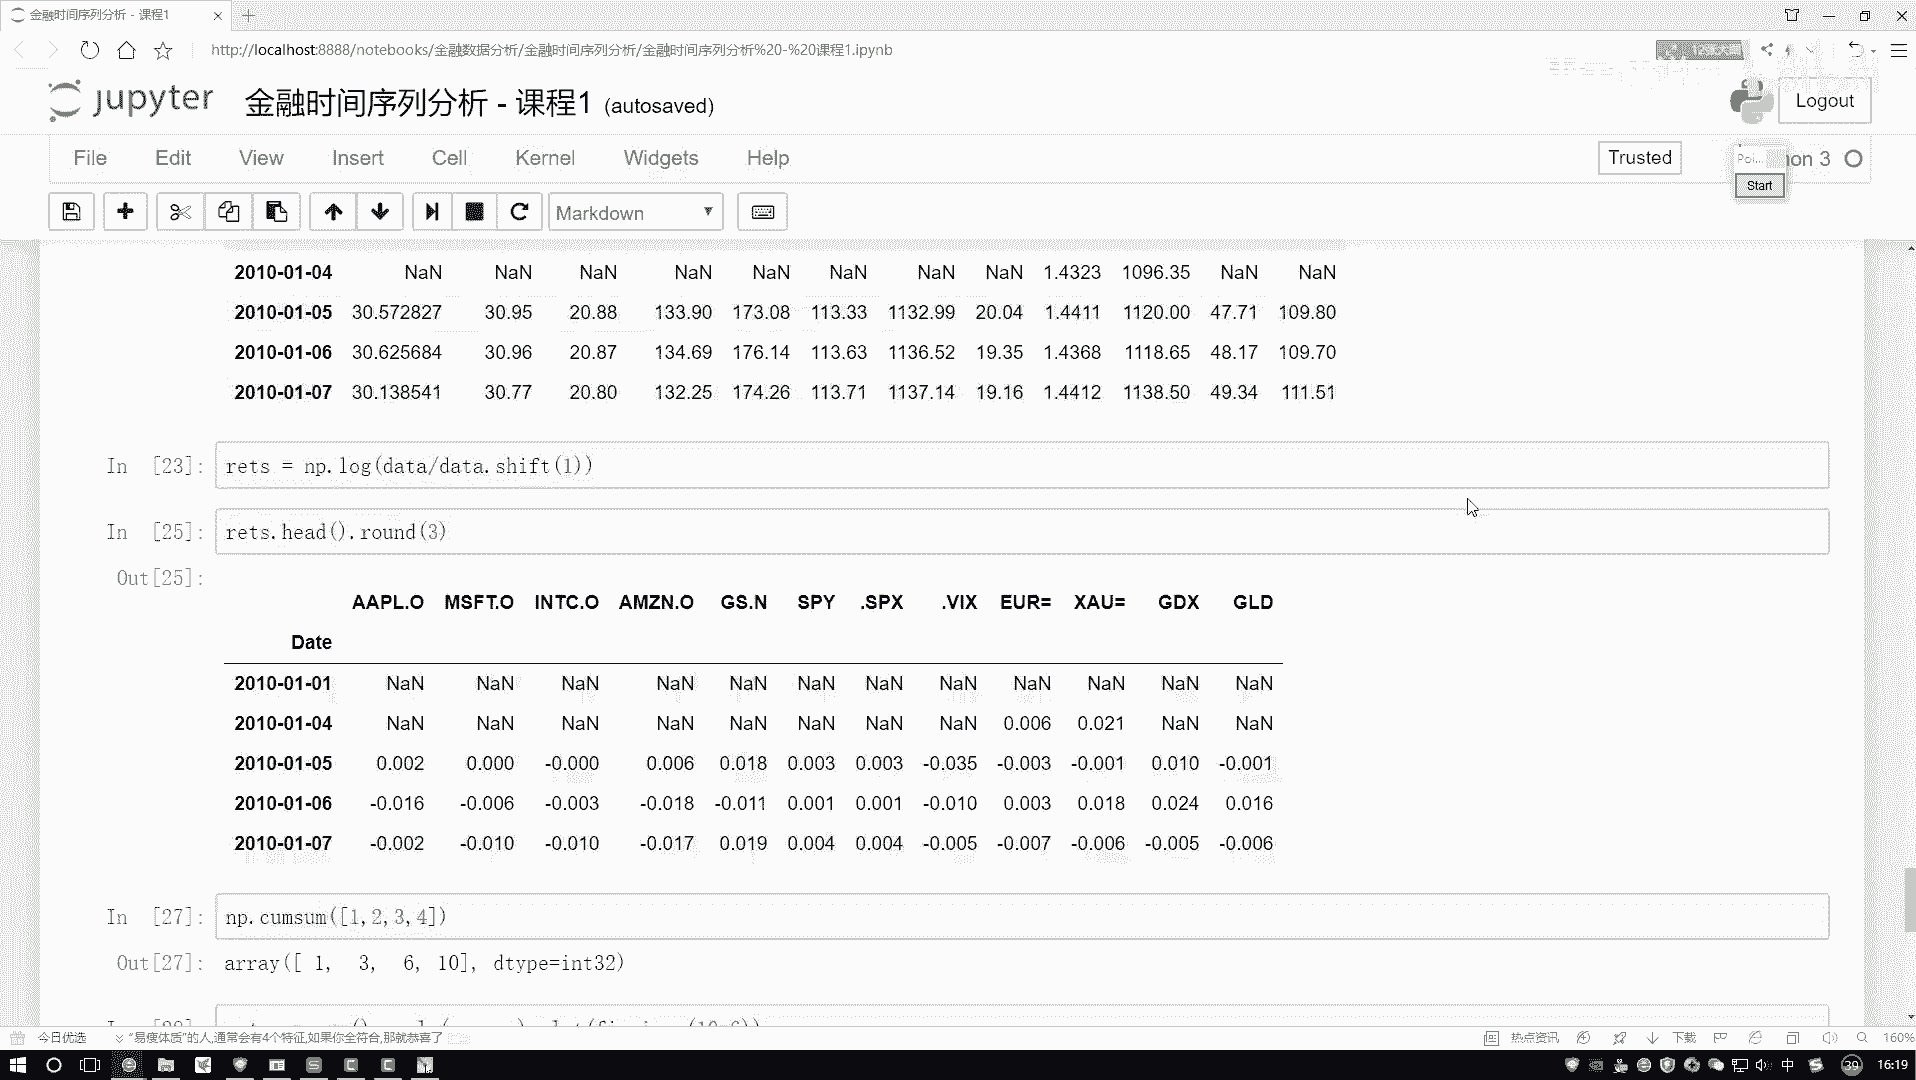 金融时间序列分析 - 课程1
http://localhost:8888/notebooks/金融数据分析/金融时间序列分析/金融时间序列分析%20-%20课程1.ipynb
jupyter 金融时间序列分析 - 课程1 (autosaved)
Logout
File Edit View Insert Cell Kernel Widgets Help
Trusted
Poi...
3
Start
Markdown
2010-01-04 NaN NaN NaN NaN NaN NaN NaN NaN 1.4323 1096.35 NaN NaN
2010-01-05 30.572827 30.95 20.88 133.90 173.08 113.33 1132.99 20.04 1.4411 1120.00 47.71 109.80
2010-01-06 30.625684 30.96 20.87 134.69 176.14 113.63 1136.52 19.35 1.4368 1118.65 48.17 109.70
2010-01-07 30.138541 30.77 20.80 132.25 174.26 113.71 1137.14 19.16 1.4412 1138.50 49.34 111.51
In [23]: rets = np.log(data/data.shift(1))
In [25]: rets.head().round(3)
Out[25]:
AAPL.O MSFT.O INTC.O AMZN.O GS.N SPY .SPX .VIX EUR= XAU= GDX GLD
Date
2010-01-01 NaN NaN NaN NaN NaN NaN NaN NaN NaN NaN NaN NaN
2010-01-04 NaN NaN NaN NaN NaN NaN NaN NaN 0.006 0.021 NaN NaN
2010-01-05 0.002 0.000 -0.000 0.006 0.018 0.003 0.003 -0.035 -0.003 -0.001 0.010 -0.001
2010-01-06 -0.016 -0.006 -0.003 -0.018 -0.011 0.001 0.001 -0.010 0.003 0.018 0.024 0.016
2010-01-07 -0.002 -0.010 -0.010 -0.017 0.019 0.004 0.004 -0.005 -0.007 -0.006 -0.005 -0.006
In [27]: np.cumsum([1,2,3,4])
Out[27]: array([ 1, 3, 6, 10], dtype=int32)
今日优选
“易瘦体质”的人,通常会有4个特征,如果你全符合,那就恭喜了
热点资讯
下载
160%
中
39
16:19